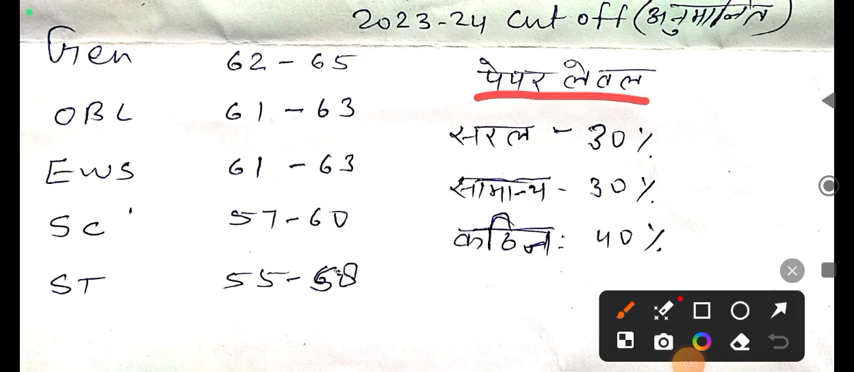 2023-24 Cut off (अनुमानित)
Gen 62 - 65
OBC 61 - 63
EWS 61 - 63
SC 57-60
ST 55-58
पेपर लेवल
सरल - 30%
सामान्य - 30%
कठिन: 40%